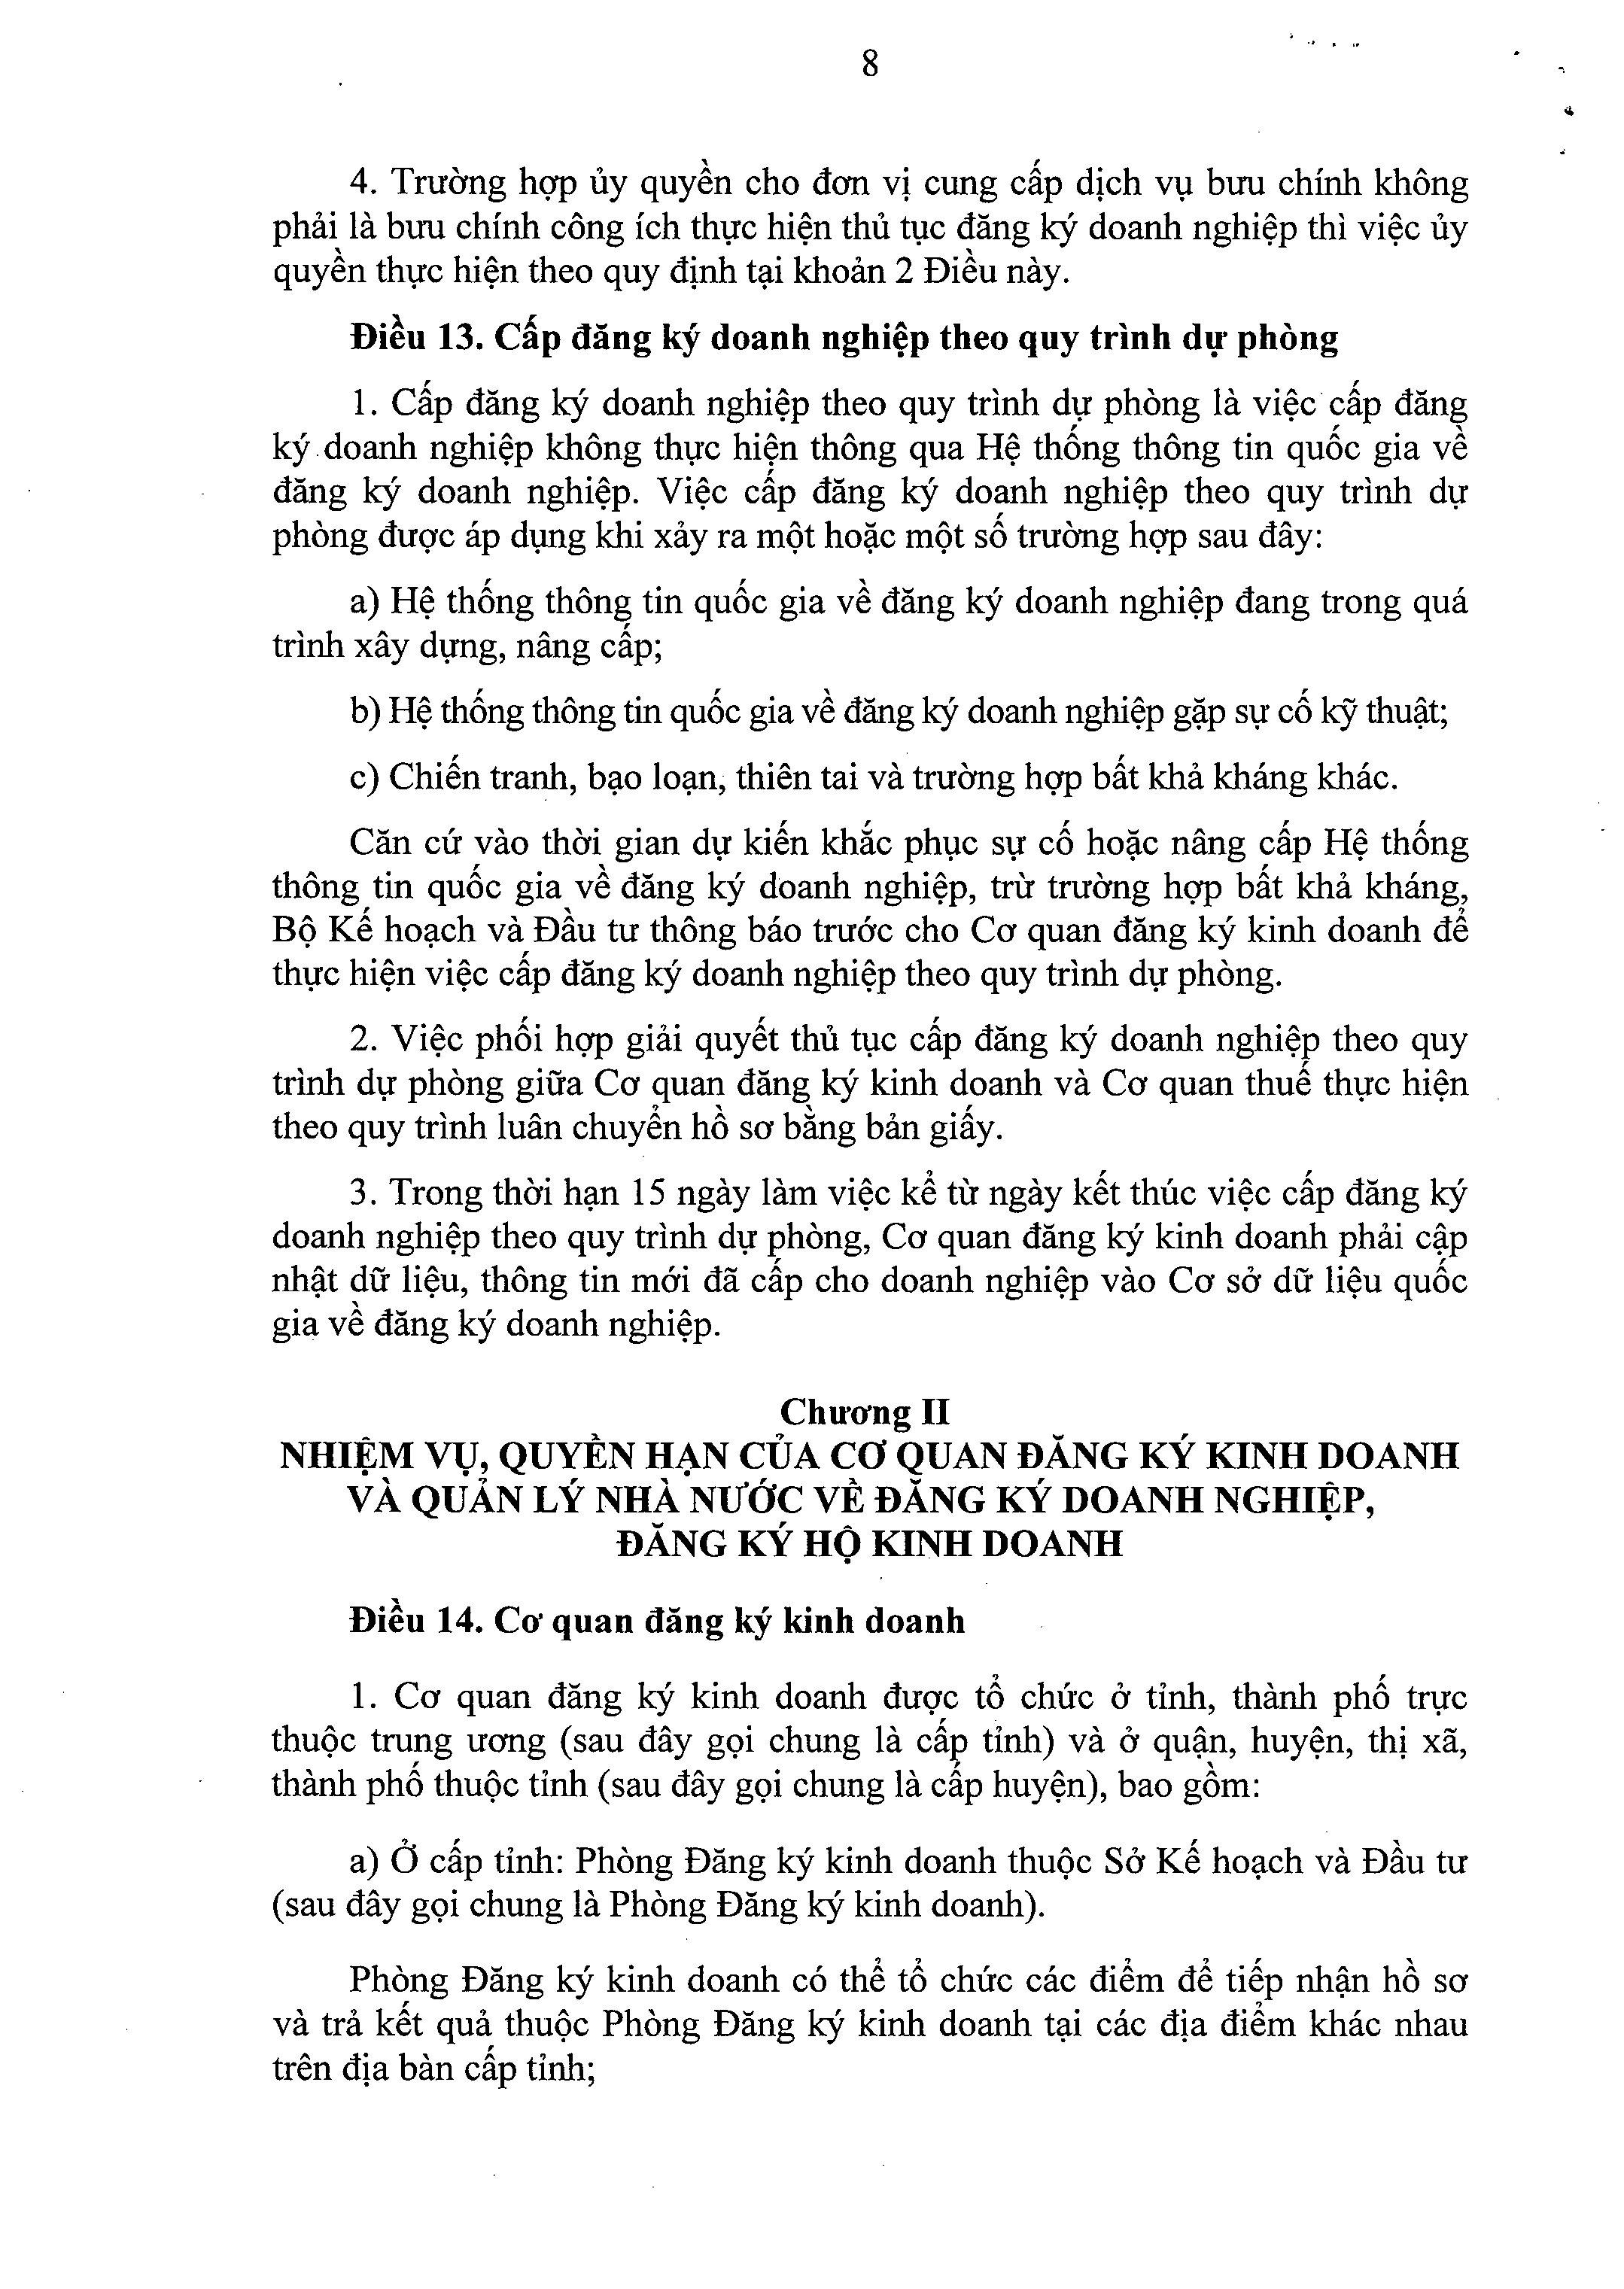 8
4. Trường hợp ủy quyền cho đơn vị cung cấp dịch vụ bưu chính không
phải là bưu chính công ích thực hiện thủ tục đăng ký doanh nghiệp thì việc ủy
quyền thực hiện theo quy định tại khoản 2 Điều này.
Điều 13. Cấp đăng ký doanh nghiệp theo quy trình dự phòng
1. Cấp đăng ký doanh nghiệp theo quy trình dự phòng là việc cấp đăng
ký doanh nghiệp không thực hiện thông qua Hệ thống thông tin quốc gia về
đăng ký doanh nghiệp. Việc cấp đăng ký doanh nghiệp theo quy trình dự
phòng được áp dụng khi xảy ra một hoặc một số trường hợp sau đây:
a) Hệ thống thông tin quốc gia về đăng ký doanh nghiệp đang trong quá
trình xây dựng, nâng cấp;
b) Hệ thống thông tin quốc gia về đăng ký doanh nghiệp gặp sự cố kỹ thuật;
c) Chiến tranh, bạo loạn, thiên tai và trường hợp bất khả kháng khác.
Căn cứ vào thời gian dự kiến khắc phục sự cố hoặc nâng cấp Hệ thống
thông tin quốc gia về đăng ký doanh nghiệp, trừ trường hợp bất khả kháng,
Bộ Kế hoạch và Đầu tư thông báo trước cho Cơ quan đăng ký kinh doanh để
thực hiện việc cấp đăng ký doanh nghiệp theo quy trình dự phòng.
2. Việc phối hợp giải quyết thủ tục cấp đăng ký doanh nghiệp theo quy
trình dự phòng giữa Cơ quan đăng ký kinh doanh và Cơ quan thuế thực hiện
theo quy trình luân chuyển hồ sơ bằng bản giấy.
3. Trong thời hạn 15 ngày làm việc kể từ ngày kết thúc việc cấp đăng ký
doanh nghiệp theo quy trình dự phòng, Cơ quan đăng ký kinh doanh phải cập
nhật dữ liệu, thông tin mới đã cấp cho doanh nghiệp vào Cơ sở dữ liệu quốc
gia về đăng ký doanh nghiệp.
Chương II
NHIỆM VỤ, QUYỀN HẠN CỦA CƠ QUAN ĐĂNG KÝ KINH DOANH
VÀ QUẢN LÝ NHÀ NƯỚC VỀ ĐĂNG KÝ DOANH NGHIỆP,
ĐĂNG KÝ HỘ KINH DOANH
Điều 14. Cơ quan đăng ký kinh doanh
1. Cơ quan đăng ký kinh doanh được tổ chức ở tỉnh, thành phố trực
thuộc trung ương (sau đây gọi chung là cấp tỉnh) và ở quận, huyện, thị xã,
thành phố thuộc tỉnh (sau đây gọi chung là cấp huyện), bao gồm:
a) Ở cấp tỉnh: Phòng Đăng ký kinh doanh thuộc Sở Kế hoạch và Đầu tư
(sau đây gọi chung là Phòng Đăng ký kinh doanh).
Phòng Đăng ký kinh doanh có thể tổ chức các điểm để tiếp nhận hồ sơ
và trả kết quả thuộc Phòng Đăng ký kinh doanh tại các địa điểm khác nhau
trên địa bàn cấp tỉnh;